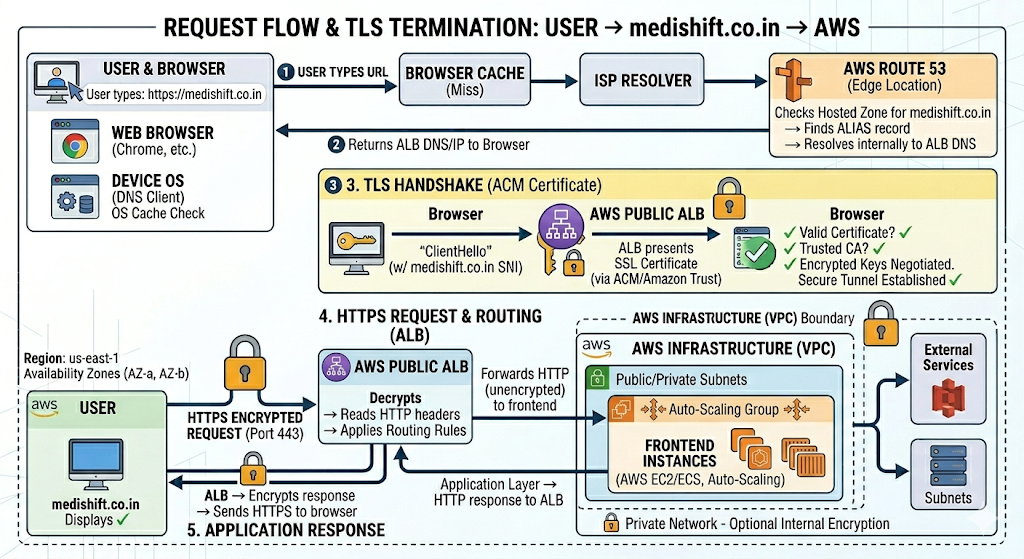 REQUEST FLOW & TLS TERMINATION: USER → medishift.co.in → AWS
USER & BROWSER
User types: https://medishift.co.in
WEB BROWSER
(Chrome, etc.)
DEVICE OS
(DNS Client)
OS Cache Check
1 USER TYPES URL
BROWSER CACHE
(Miss)
ISP RESOLVER
AWS ROUTE 53
(Edge Location)
Checks Hosted Zone for medishift.co.in
→ Finds ALIAS record
→ Resolves internally to ALB DNS
2 Returns ALB DNS/IP to Browser
3 3. TLS HANDSHAKE (ACM Certificate)
Browser
"ClientHello"
(w/ medishift.co.in SNI)
AWS PUBLIC ALB
ALB presents
SSL Certificate
(via ACM/Amazon Trust)
Browser
✓ Valid Certificate? ✓
✓ Trusted CA? ✓
✓ Encrypted Keys Negotiated.
Secure Tunnel Established ✓
4. HTTPS REQUEST & ROUTING
(ALB)
Region: us-east-1
Availability Zones (AZ-a, AZ-b)
aws
USER
medishift.co.in
Displays ✓
HTTPS ENCRYPTED
REQUEST (Port 443)
AWS PUBLIC ALB
Decrypts
→ Reads HTTP headers
→ Applies Routing Rules
Forwards HTTP
(unencrypted)
to frontend
AWS INFRASTRUCTURE (VPC) Boundary
aws
AWS INFRASTRUCTURE (VPC)
Public/Private Subnets
Auto-Scaling Group
FRONTEND
INSTANCES
(AWS EC2/ECS, Auto-Scaling)
External
Services
Subnets
Application Layer →
HTTP response to ALB
ALB → Encrypts response
→ Sends HTTPS to browser
5. APPLICATION RESPONSE
Private Network - Optional Internal Encryption